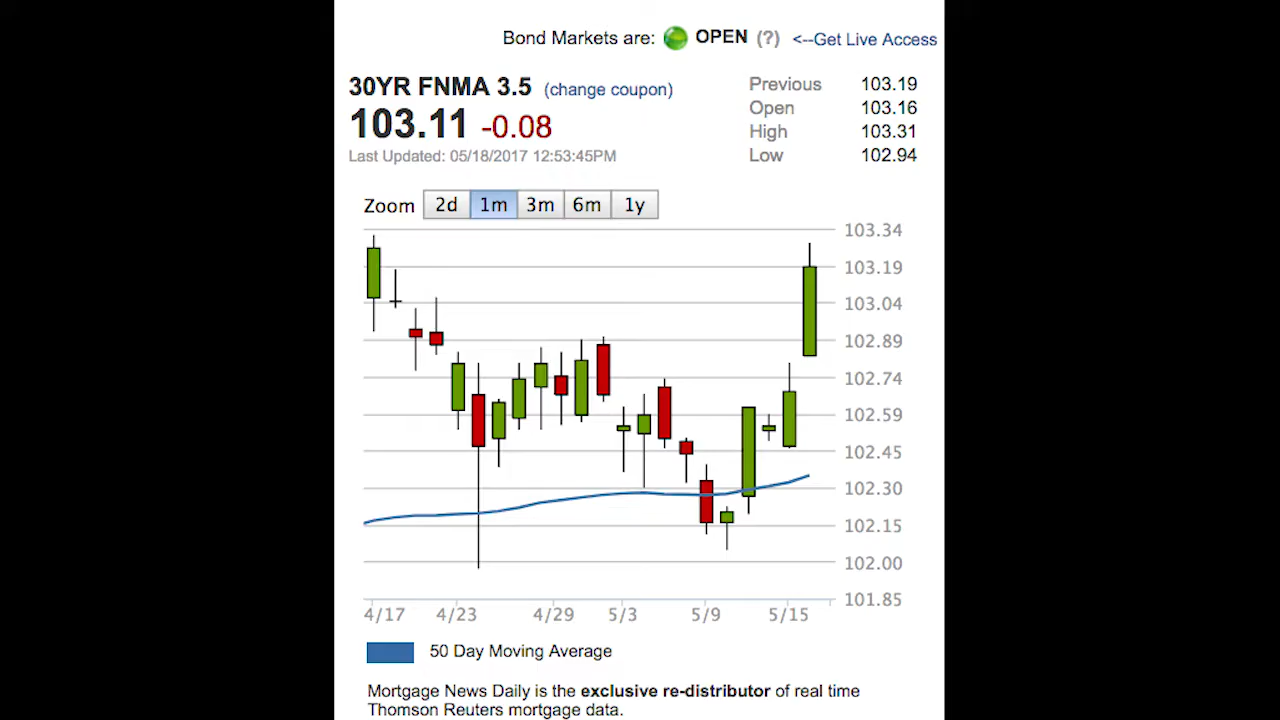 Bond Markets are: OPEN (?) <--Get Live Access
30YR FNMA 3.5 (change coupon)
103.11 -0.08
Last Updated: 05/18/2017 12:53:45PM
Previous 103.19
Open 103.16
High 103.31
Low 102.94
Zoom 2d 1m 3m 6m 1y
103.34
103.19
103.04
102.89
102.74
102.59
102.45
102.30
102.15
102.00
101.85
4/17 4/23 4/29 5/3 5/9 5/15
50 Day Moving Average
Mortgage News Daily is the exclusive re-distributor of real time
Thomson Reuters mortgage data.